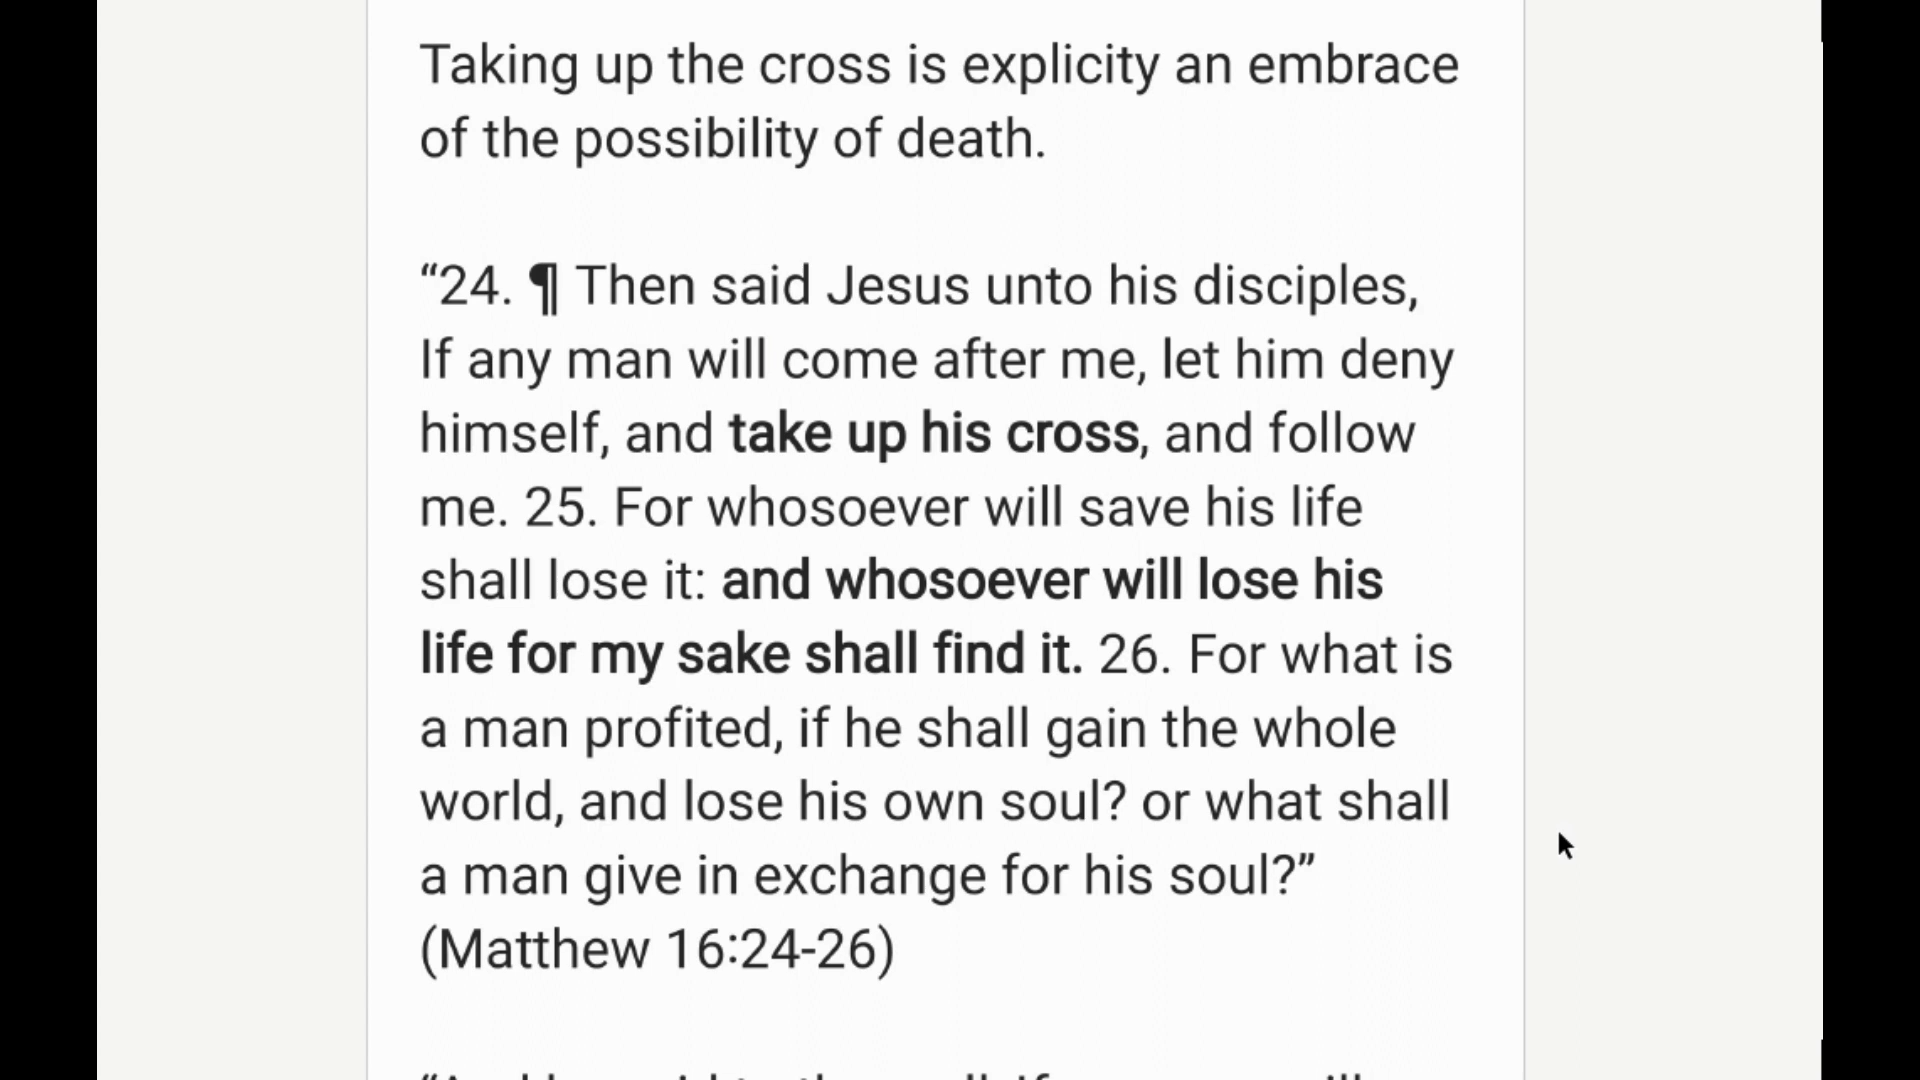 Taking up the cross is explicity an embrace
of the possibility of death.
“24. ¶ Then said Jesus unto his disciples,
If any man will come after me, let him deny
himself, and take up his cross, and follow
me. 25. For whosoever will save his life
shall lose it: and whosoever will lose his
life for my sake shall find it. 26. For what is
a man profited, if he shall gain the whole
world, and lose his own soul? or what shall
a man give in exchange for his soul?”
(Matthew 16:24-26)